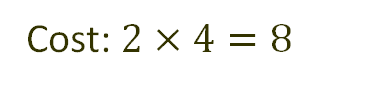 Cost: 2 × 4 = 8